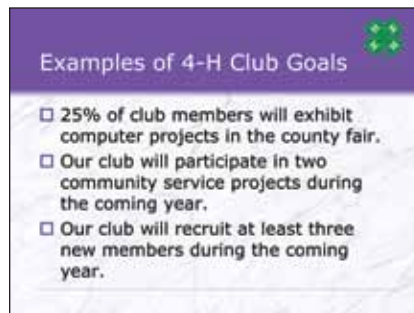 Examples of 4-H Club Goals
25% of club members will exhibit
computer projects in the county fair.
Our club will participate in two
community service projects during
the coming year.
Our club will recruit at least three
new members during the coming
year.